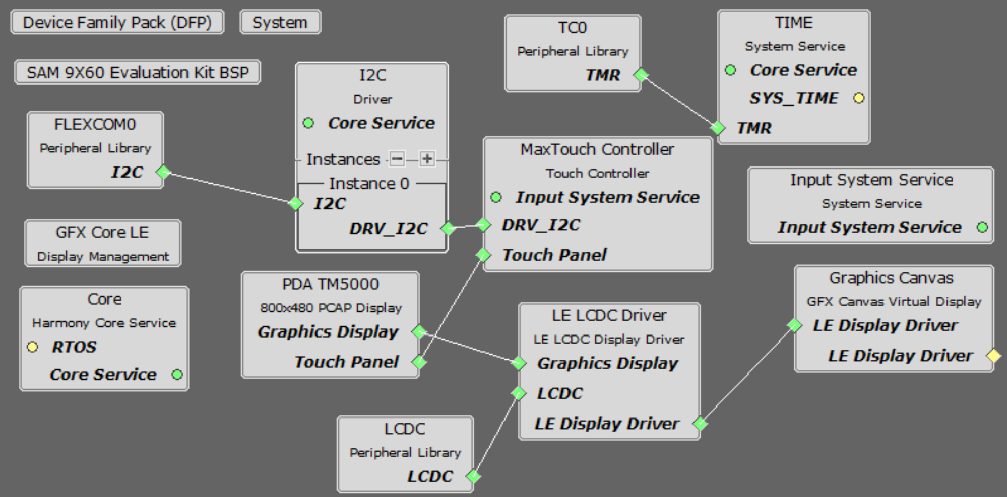 Device Family Pack (DFP)
System
SAM 9X60 Evaluation Kit BSP
FLEXCOM0
Peripheral Library
I2C
GFX Core LE
Display Management
Core
Harmony Core Service
RTOS
Core Service
I2C
Driver
Core Service
Instances
Instance 0
I2C
DRV_I2C
PDA TM5000
800x480 PCAP Display
Graphics Display
Touch Panel
LCDC
Peripheral Library
LCDC
TC0
Peripheral Library
TMR
MaxTouch Controller
Touch Controller
Input System Service
DRV_I2C
Touch Panel
LE LCDC Driver
LE LCDC Display Driver
Graphics Display
LCDC
LE Display Driver
TIME
System Service
Core Service
SYS_TIME
TMR
Input System Service
System Service
Input System Service
Graphics Canvas
GFX Canvas Virtual Display
LE Display Driver
LE Display Driver